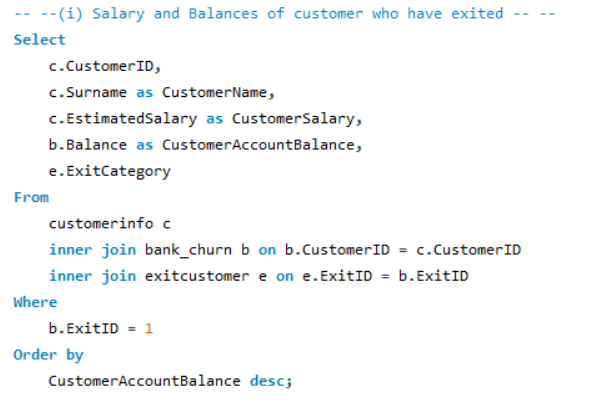 -- --(i) Salary and Balances of customer who have exited -- --
Select
c.CustomerID,
c.Surname as CustomerName,
c.EstimatedSalary as CustomerSalary,
b.Balance as CustomerAccountBalance,
e.ExitCategory
From
customerinfo c
inner join bank_churn b on b.CustomerID = c.CustomerID
inner join exitcustomer e on e.ExitID = b.ExitID
Where
b.ExitID = 1
Order by
CustomerAccountBalance desc;